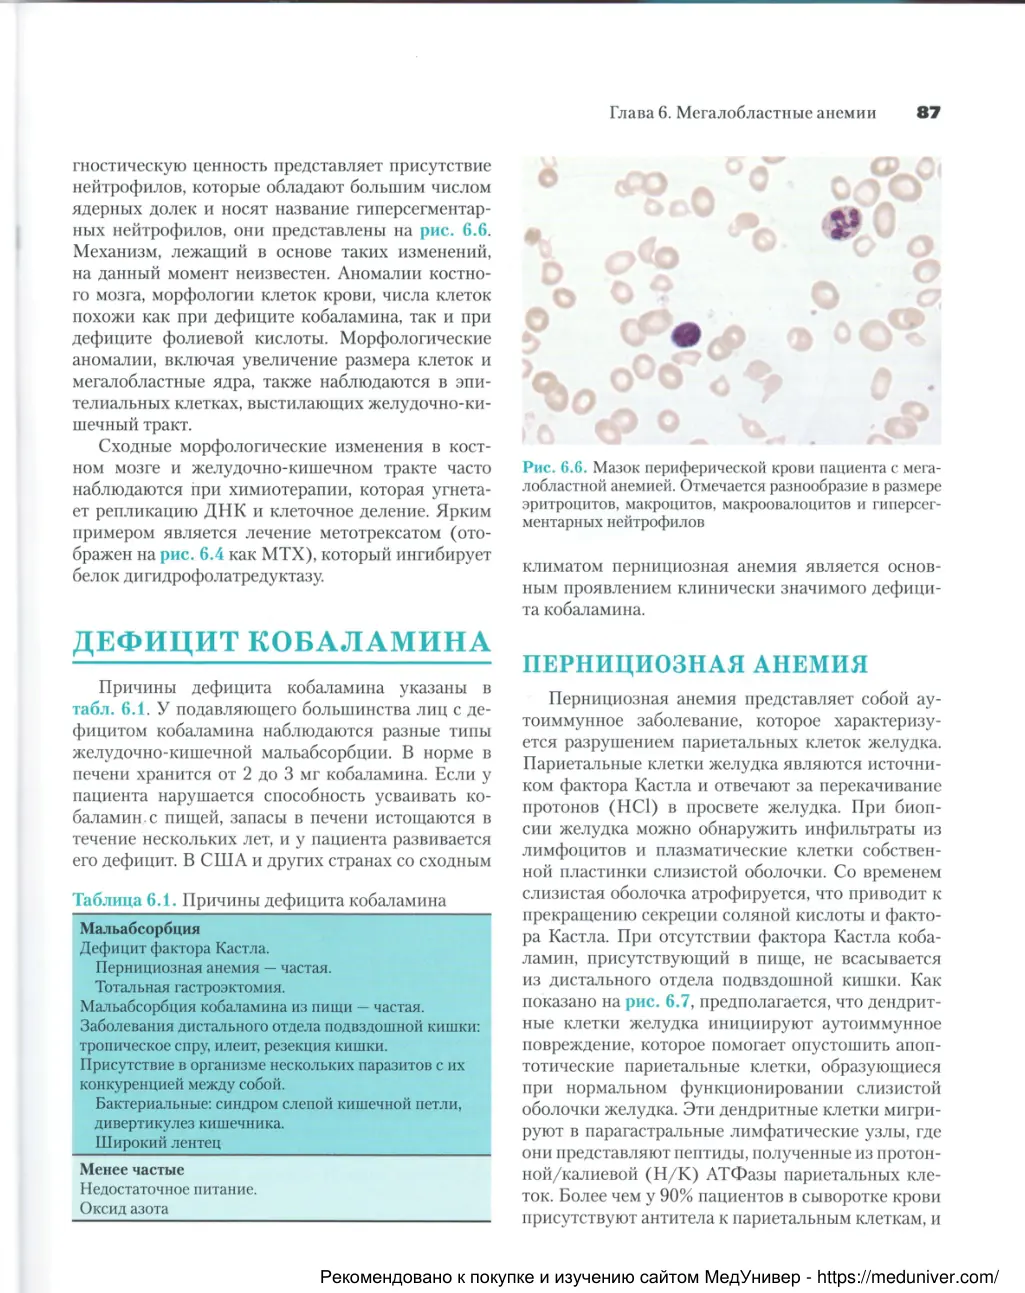 Глава 6. Мегалобластные анемии 87
гностическую ценность представляет присутствие
нейтрофилов, которые обладают большим числом
ядерных долек и носят название гиперсегментар-
ных нейтрофилов, они представлены на рис. 6.6.
Механизм, лежащий в основе таких изменений,
на данный момент неизвестен. Аномалии костно-
го мозга, морфологии клеток крови, числа клеток
похожи как при дефиците кобаламина, так и при
дефиците фолиевой кислоты. Морфологические
аномалии, включая увеличение размера клеток и
мегалобластные ядра, также наблюдаются в эпи-
телиальных клетках, выстилающих желудочно-ки-
шечный тракт.
Сходные морфологические изменения в кост-
ном мозге и желудочно-кишечном тракте часто
наблюдаются при химиотерапии, которая угнета-
ет репликацию ДНК и клеточное деление. Ярким
примером является лечение метотрексатом (ото-
бражен на рис. 6.4 как МТХ), который ингибирует
белок дигидрофолатредуктазу.
ДЕФИЦИТ КОБАЛАМИНА
Причины дефицита кобаламина указаны в
табл. 6.1. У подавляющего большинства лиц с де-
фицитом кобаламина наблюдаются разные типы
желудочно-кишечной мальабсорбции. В норме в
печени хранится от 2 до 3 мг кобаламина. Если у
пациента нарушается способность усваивать ко-
баламин с пищей, запасы в печени истощаются в
течение нескольких лет, и у пациента развивается
его дефицит. В США и других странах со сходным
Таблица 6.1. Причины дефицита кобаламина
Мальабсорбция
Дефицит фактора Кастла.
Пернициозная анемия — частая.
Тотальная гастроэктомия.
Мальабсорбция кобаламина из пищи — частая.
Заболевания дистального отдела подвздошной кишки:
тропическое спру, илеит, резекция кишки.
Присутствие в организме нескольких паразитов с их
конкуренцией между собой.
Бактериальные: синдром слепой кишечной петли,
дивертикулез кишечника.
Широкий лентец
Менее частые
Недостаточное питание.
Оксид азота
Рис. 6.6. Мазок периферической крови пациента с мега-
лобластной анемией. Отмечается разнообразие в размере
эритроцитов, макроцитов, макроовалоцитов и гиперсег-
ментарных нейтрофилов
климатом пернициозная анемия является основ-
ным проявлением клинически значимого дефици-
та кобаламина.
ПЕРНИЦИОЗНАЯ АНЕМИЯ
Пернициозная анемия представляет собой ау-
тоиммунное заболевание, которое характеризу-
ется разрушением париетальных клеток желудка.
Париетальные клетки желудка являются источни-
ком фактора Кастла и отвечают за перекачивание
протонов (HCl) в просвете желудка. При биоп-
сии желудка можно обнаружить инфильтраты из
лимфоцитов и плазматические клетки собствен-
ной пластинки слизистой оболочки. Со временем
слизистая оболочка атрофируется, что приводит к
прекращению секреции соляной кислоты и факто-
ра Кастла. При отсутствии фактора Кастла коба-
ламин, присутствующий в пище, не всасывается
из дистального отдела подвздошной кишки. Как
показано на рис. 6.7, предполагается, что дендрит-
ные клетки желудка инициируют аутоиммунное
повреждение, которое помогает опустошить апоп-
тотические париетальные клетки, образующиеся
при нормальном функционировании слизистой
оболочки желудка. Эти дендритные клетки мигри-
руют в парагастральные лимфатические узлы, где
они представляют пептиды, полученные из протон-
ной/калиевой (H/K) АТФазы париетальных кле-
ток. Более чем у 90% пациентов в сыворотке крови
присутствуют антитела к париетальным клеткам, и
Рекомендовано к покупке и изучению сайтом МедУнивер - https://meduniver.com/